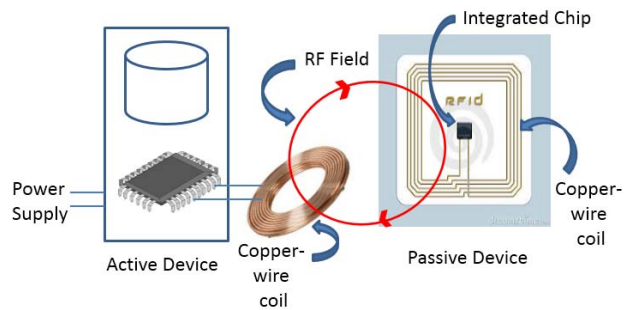 Integrated Chip
RF Field
RFID
Power
Supply
Copper-
wire
coil
Active Device
Copper-
wire
coil
Passive Device